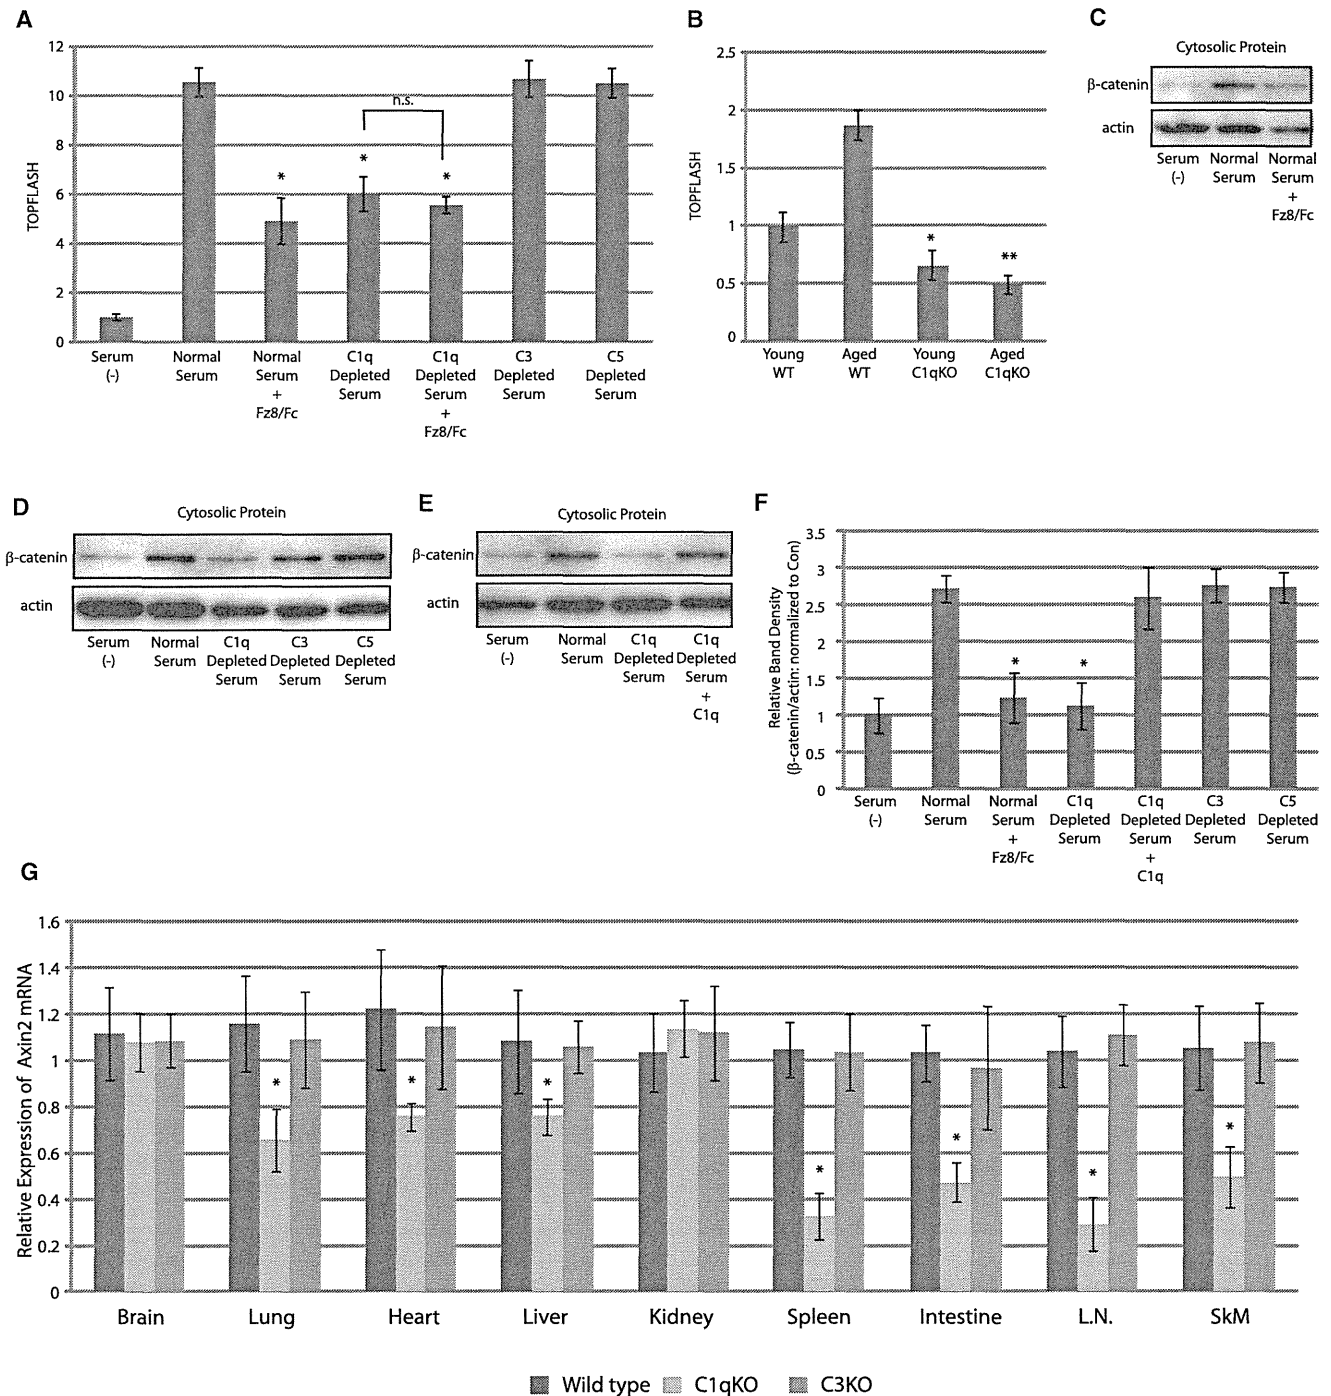 A
12
10
8
6
4
2
0
TOPFLASH
n.s.
*
*
*
Serum
(-)
Normal
Serum
Normal
Serum
+
Fz8/Fc
C1q
Depleted
Serum
C1q
Depleted
Serum
+
Fz8/Fc
C3
Depleted
Serum
C5
Depleted
Serum
B
2.5
2
1.5
1
0.5
0
TOPFLASH
*
**
Young
WT
Aged
WT
Young
C1qKO
Aged
C1qKO
C
Cytosolic Protein
β-catenin
actin
Serum
(-)
Normal
Serum
Normal
Serum
+
Fz8/Fc
D
Cytosolic Protein
β-catenin
actin
Serum
(-)
Normal
Serum
C1q
Depleted
Serum
C3
Depleted
Serum
C5
Depleted
Serum
E
Cytosolic Protein
β-catenin
actin
Serum
(-)
Normal
Serum
C1q
Depleted
Serum
C1q
Depleted
Serum
+
C1q
F
3.5
3
2.5
2
1.5
1
0.5
0
Relative Band Density
(β-catenin/actin: normalized to Con)
*
*
Serum
(-)
Normal
Serum
Normal
Serum
+
Fz8/Fc
C1q
Depleted
Serum
C1q
Depleted
Serum
+
C1q
C3
Depleted
Serum
C5
Depleted
Serum
G
1.6
1.4
1.2
1
0.8
0.6
0.4
0.2
0
Relative Expression of Axin2 mRNA
*
*
*
*
*
*
*
Brain
Lung
Heart
Liver
Kidney
Spleen
Intestine
L.N.
SkM
Wild type
C1qKO
C3KO